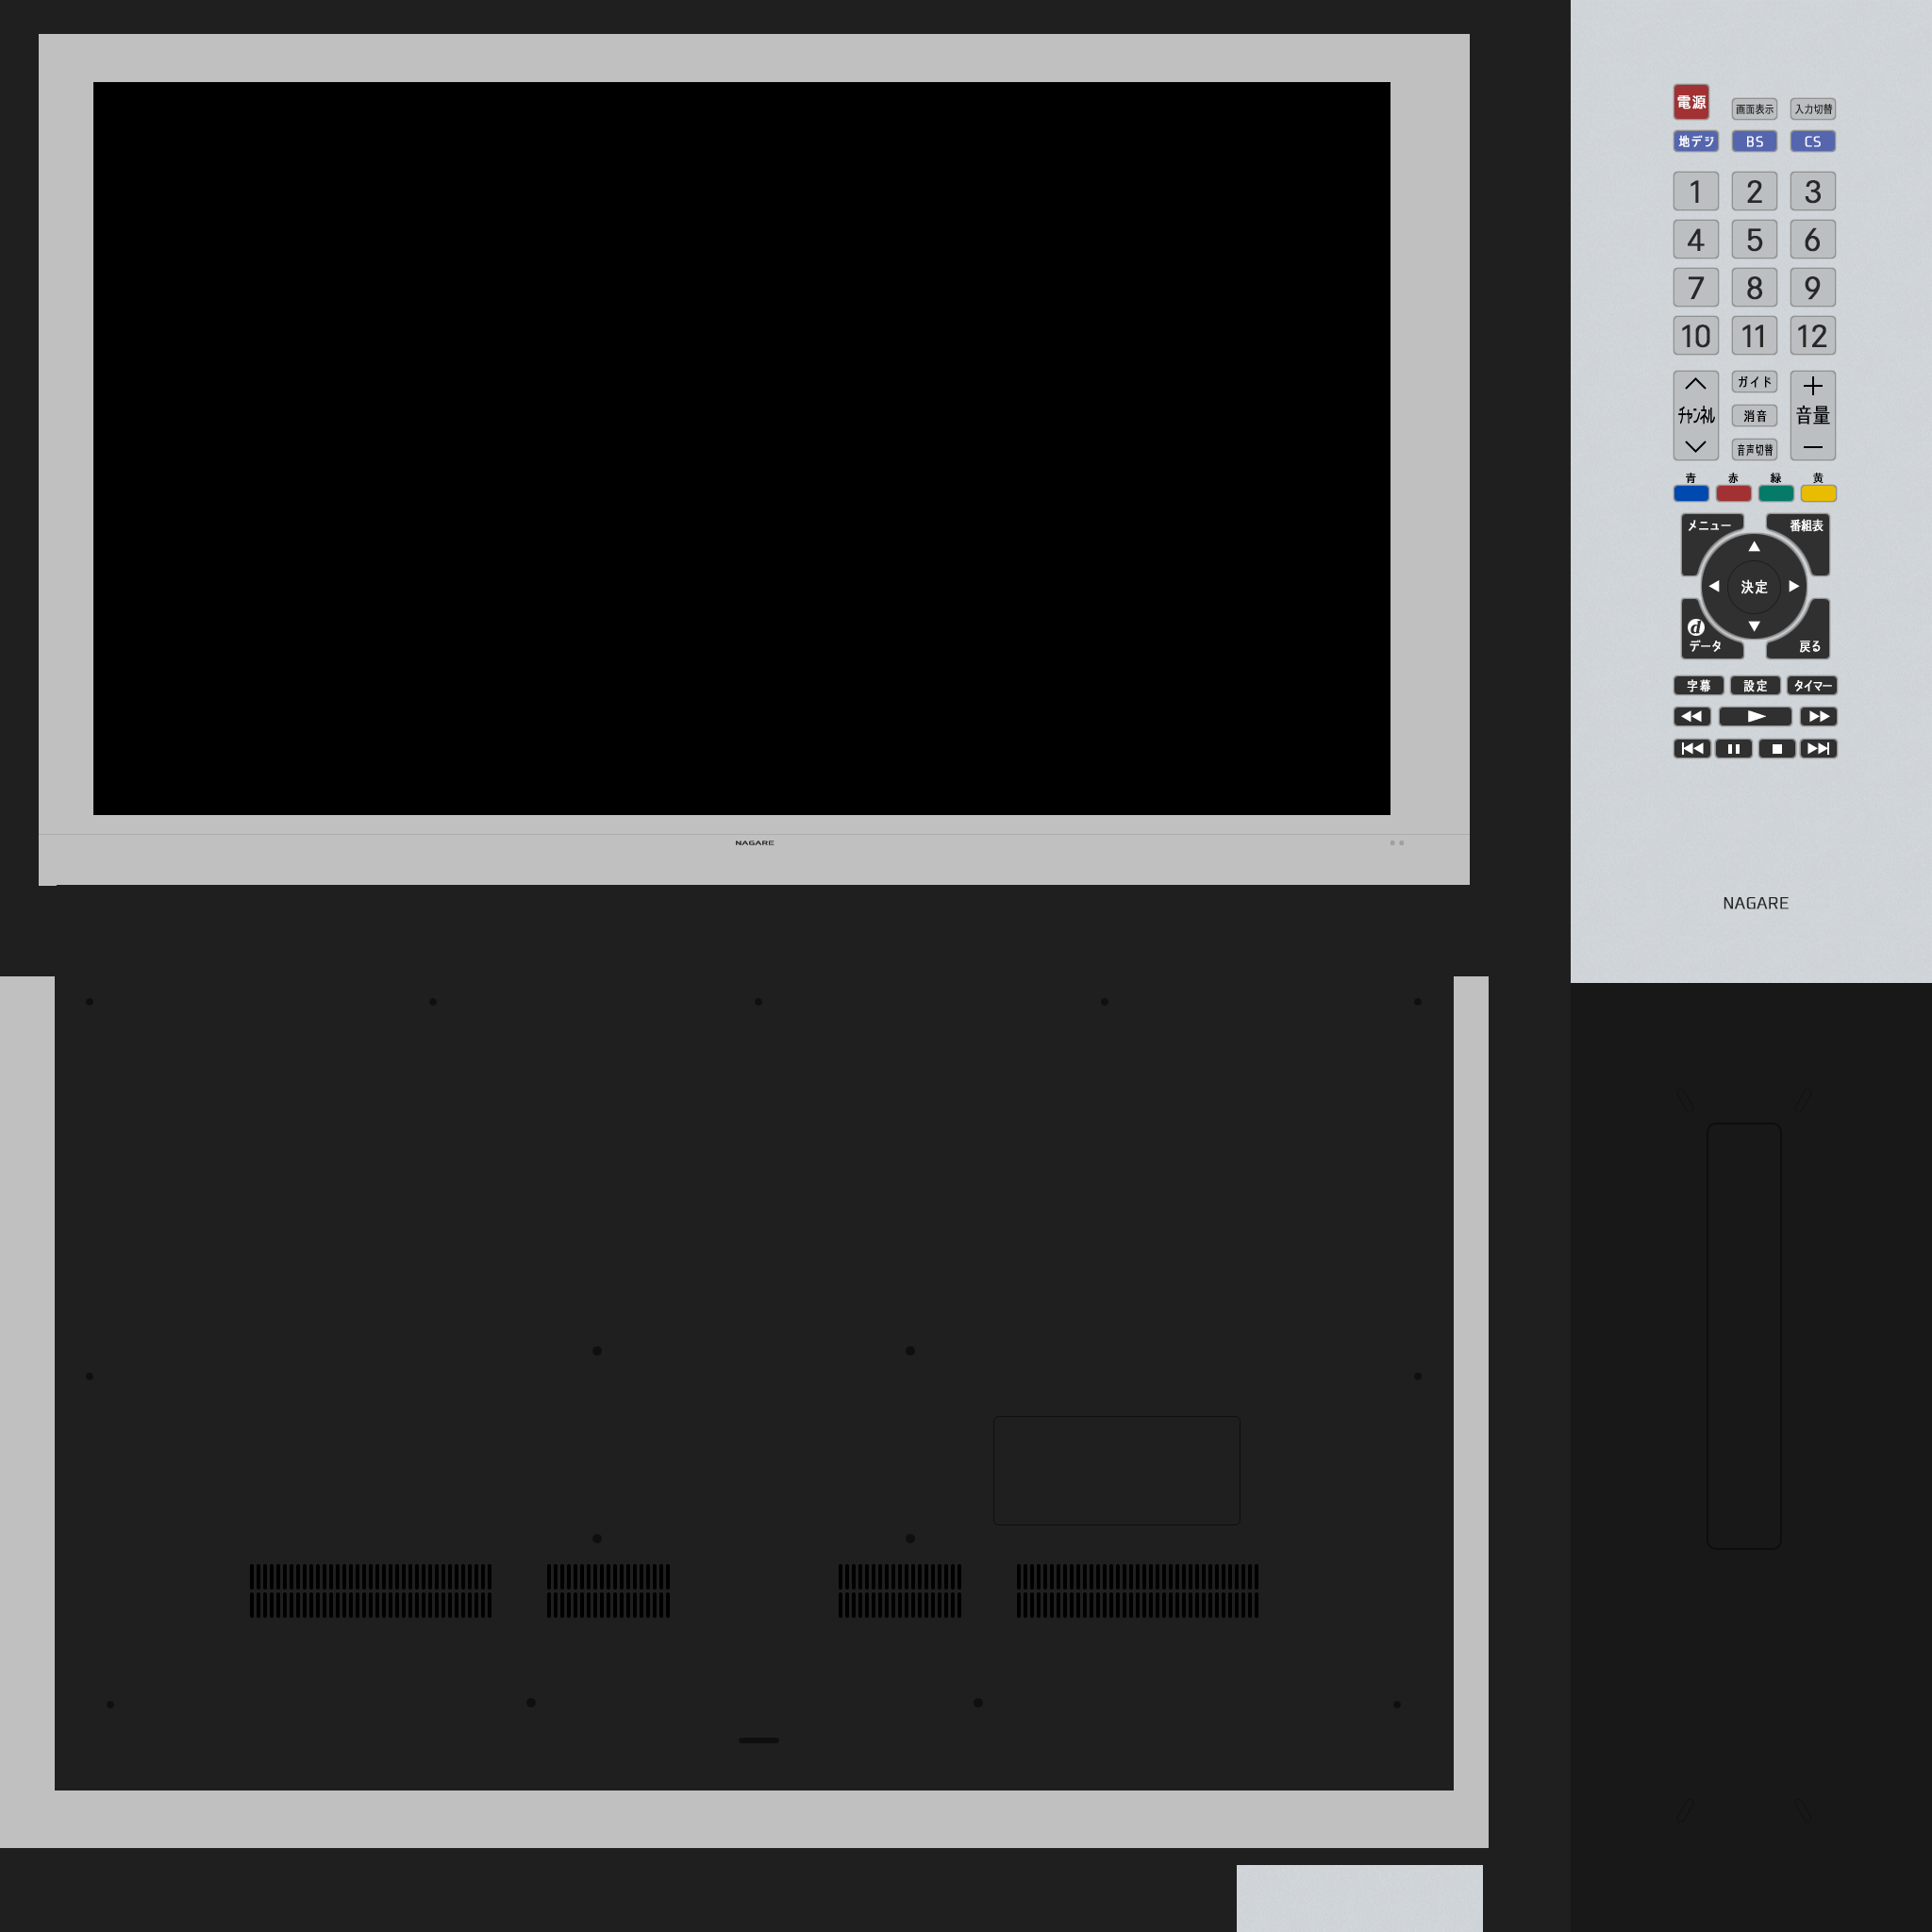 NAGARE
電源
画面表示 入力切替
地デジ BS CS
1 2 3
4 5 6
7 8 9
10 11 12
チャンネル
ガイド
消音
音声切替
+
音量
−
青 赤 緑 黄
メニュー 番組表
決定
d
データ 戻る
字幕 設定 タイマー
NAGARE